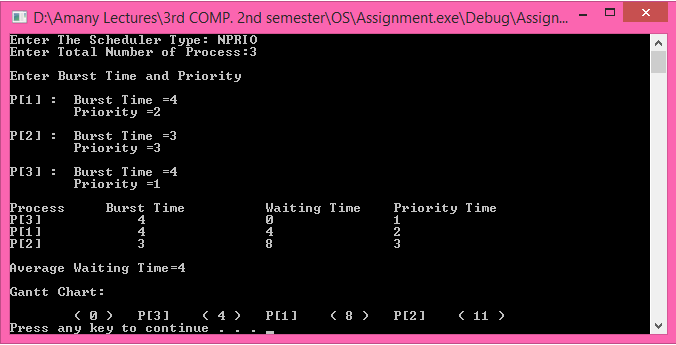 D:\Amany Lectures\3rd COMP. 2nd semester\OS\Assignment.exe\Debug\Assign...
Enter The Scheduler Type: NPRIO
Enter Total Number of Process:3
Enter Burst Time and Priority
P[1] :  Burst Time =4
        Priority =2
P[2] :  Burst Time =3
        Priority =3
P[3] :  Burst Time =4
        Priority =1
Process     Burst Time          Waiting Time    Priority Time
P[3]            4               0               1
P[1]            4               4               2
P[2]            3               8               3
Average Waiting Time=4
Gantt Chart:
        ( 0 )   P[3]    ( 4 )   P[1]    ( 8 )   P[2]    ( 11 )
Press any key to continue . . .